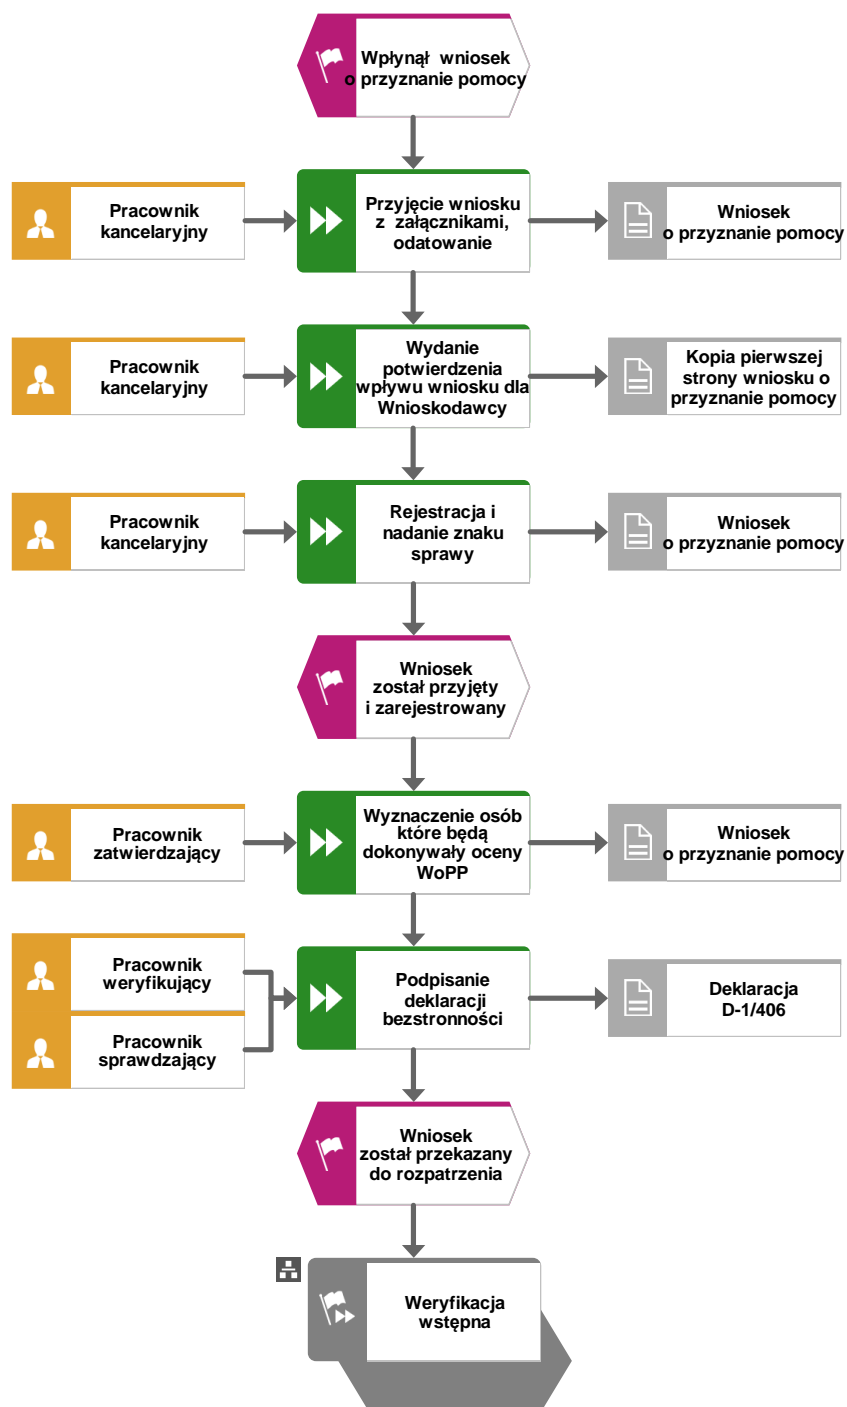 Wpłynął wniosek
o przyznanie pomocy
Pracownik
kancelaryjny
Przyjęcie wniosku
z załącznikami,
odatowanie
Wniosek
o przyznanie pomocy
Pracownik
kancelaryjny
Wydanie
potwierdzenia
wpływu wniosku dla
Wnioskodawcy
Kopia pierwszej
strony wniosku o
przyznanie pomocy
Pracownik
kancelaryjny
Rejestracja i
nadanie znaku
sprawy
Wniosek
o przyznanie pomocy
Wniosek
został przyjęty
i zarejestrowany
Pracownik
zatwierdzający
Wyznaczenie osób
które będą
dokonywały oceny
WoPP
Wniosek
o przyznanie pomocy
Pracownik
weryfikujący
Pracownik
sprawdzający
Podpisanie
deklaracji
bezstronności
Deklaracja
D-1/406
Wniosek
został przekazany
do rozpatrzenia
Weryfikacja
wstępna